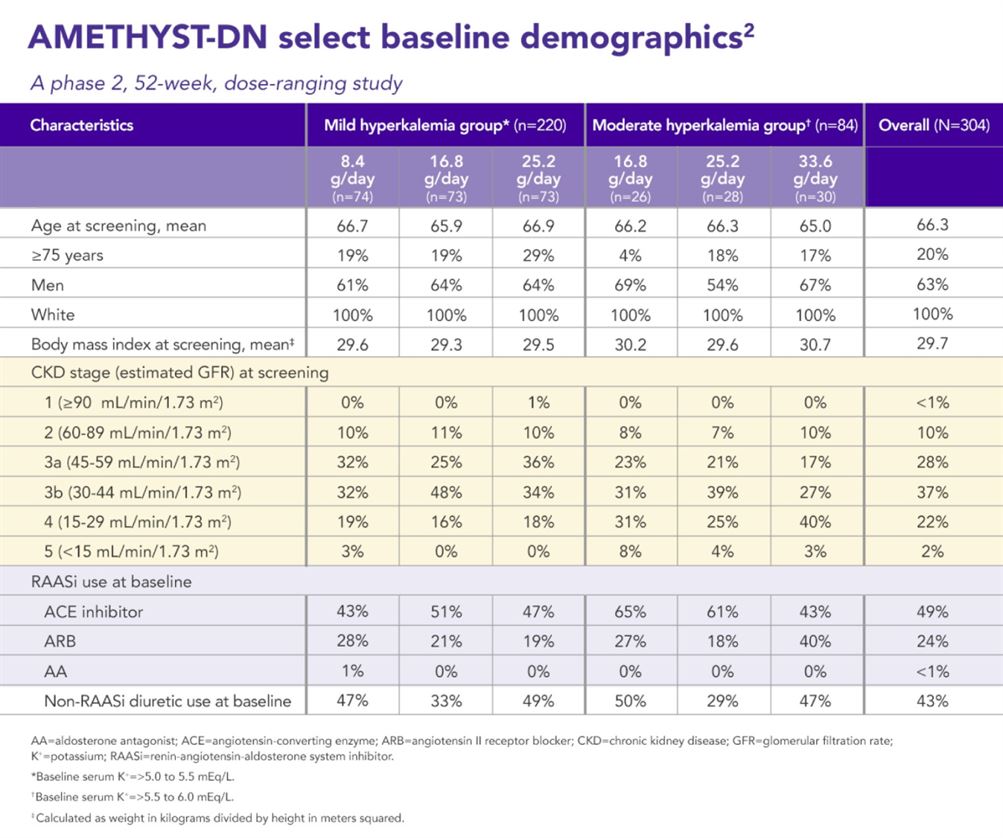 AMETHYST-DN select baseline demographics²
A phase 2, 52-week, dose-ranging study
Characteristics Mild hyperkalemia group* (n=220) Moderate hyperkalemia group† (n=84) Overall (N=304)
8.4 g/day (n=74) 16.8 g/day (n=73) 25.2 g/day (n=73) 16.8 g/day (n=26) 25.2 g/day (n=28) 33.6 g/day (n=30)
Age at screening, mean 66.7 65.9 66.9 66.2 66.3 65.0 66.3
≥75 years 19% 19% 29% 4% 18% 17% 20%
Men 61% 64% 64% 69% 54% 67% 63%
White 100% 100% 100% 100% 100% 100% 100%
Body mass index at screening, mean‡ 29.6 29.3 29.5 30.2 29.6 30.7 29.7
CKD stage (estimated GFR) at screening
1 (≥90 mL/min/1.73 m²) 0% 0% 1% 0% 0% 0% <1%
2 (60-89 mL/min/1.73 m²) 10% 11% 10% 8% 7% 10% 10%
3a (45-59 mL/min/1.73 m²) 32% 25% 36% 23% 21% 17% 28%
3b (30-44 mL/min/1.73 m²) 32% 48% 34% 31% 39% 27% 37%
4 (15-29 mL/min/1.73 m²) 19% 16% 18% 31% 25% 40% 22%
5 (<15 mL/min/1.73 m²) 3% 0% 0% 8% 4% 3% 2%
RAASi use at baseline
ACE inhibitor 43% 51% 47% 65% 61% 43% 49%
ARB 28% 21% 19% 27% 18% 40% 24%
AA 1% 0% 0% 0% 0% 0% <1%
Non-RAASi diuretic use at baseline 47% 33% 49% 50% 29% 47% 43%
AA=aldosterone antagonist; ACE=angiotensin-converting enzyme; ARB=angiotensin II receptor blocker; CKD=chronic kidney disease; GFR=glomerular filtration rate;
K⁺=potassium; RAASi=renin-angiotensin-aldosterone system inhibitor.
*Baseline serum K⁺=>5.0 to 5.5 mEq/L.
†Baseline serum K⁺=>5.5 to 6.0 mEq/L.
‡Calculated as weight in kilograms divided by height in meters squared.